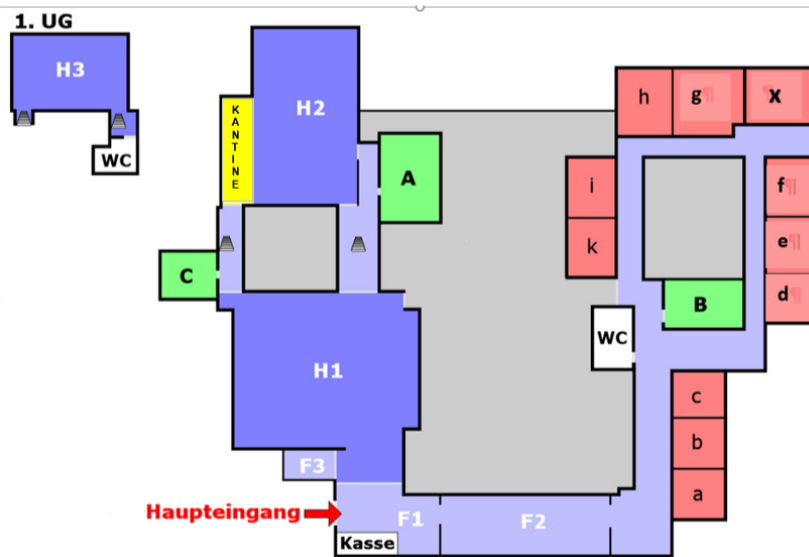 1. UG
H3
WC
KANTINE
H2
A
C
H1
F3
Haupteingang
F1
Kasse
F2
h
g¶
¶X
i
k
f¶
e¶
d¶
B
WC
c
b
a